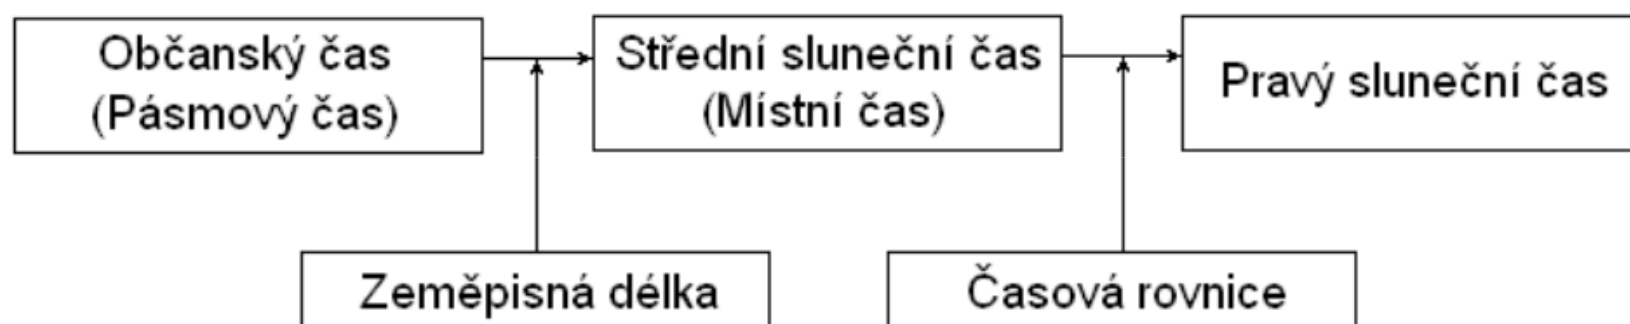 Občanský čas
(Pásmový čas)
Střední sluneční čas
(Místní čas)
Pravý sluneční čas
Zeměpisná délka
Časová rovnice